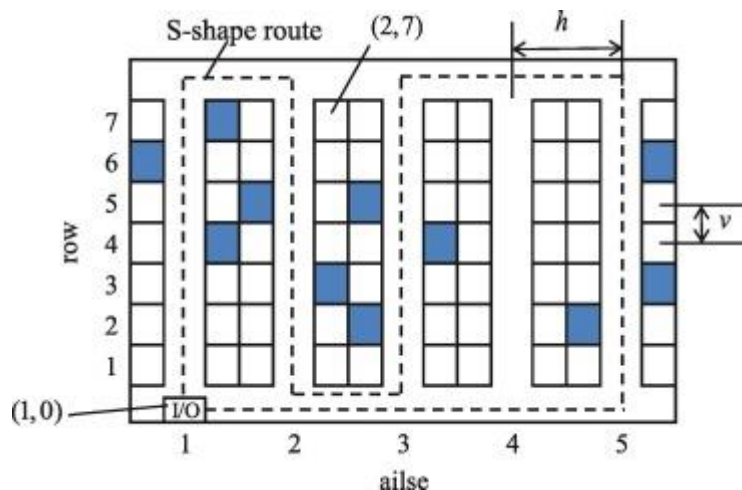 S-shape route
(2,7)
h
7
6
5
4
3
2
1
row
v
(1,0)
I/O
1 2 3 4 5
ailse